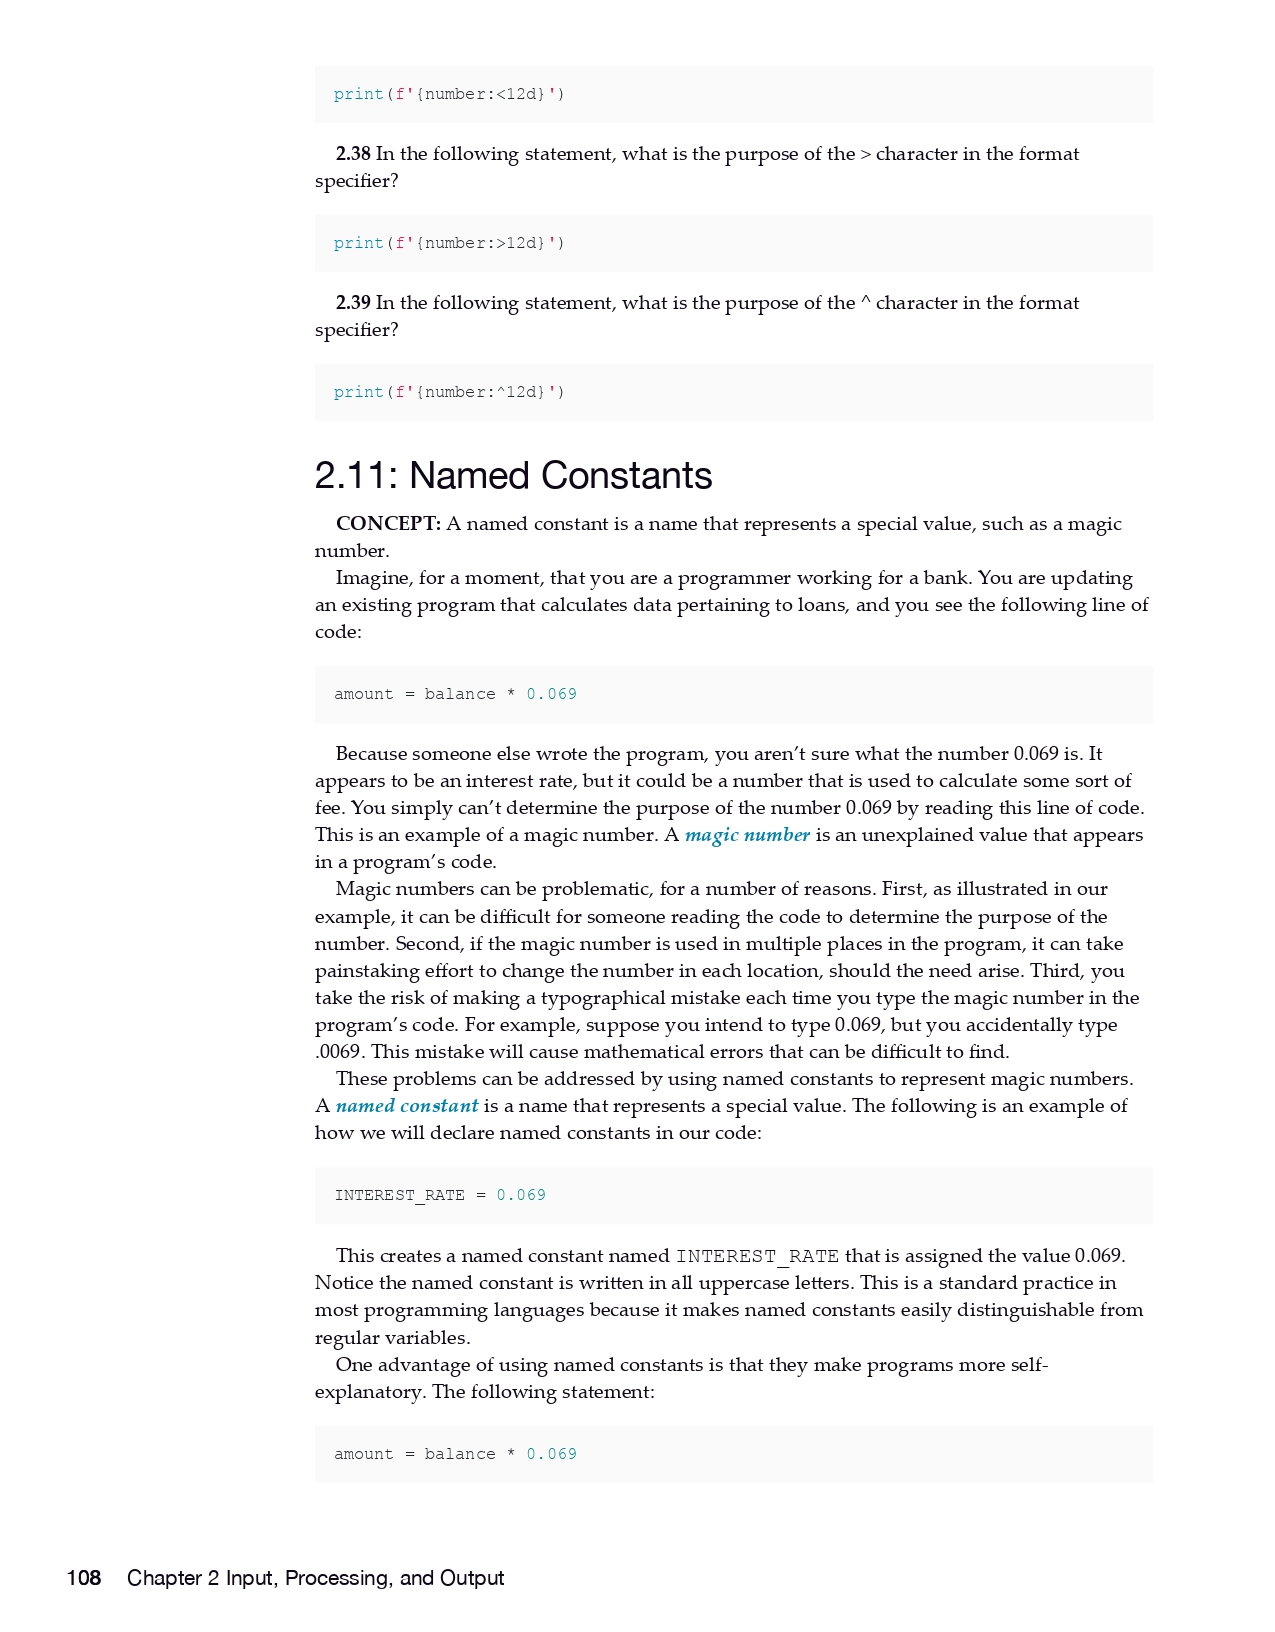 print(f'{number:<12d}')
2.38 In the following statement, what is the purpose of the > character in the format
specifier?
print(f'{number:>12d}')
2.39 In the following statement, what is the purpose of the ^ character in the format
specifier?
print(f'{number:^12d}')
2.11: Named Constants
CONCEPT: A named constant is a name that represents a special value, such as a magic
number.
Imagine, for a moment, that you are a programmer working for a bank. You are updating
an existing program that calculates data pertaining to loans, and you see the following line of
code:
amount = balance * 0.069
Because someone else wrote the program, you aren’t sure what the number 0.069 is. It
appears to be an interest rate, but it could be a number that is used to calculate some sort of
fee. You simply can’t determine the purpose of the number 0.069 by reading this line of code.
This is an example of a magic number. A magic number is an unexplained value that appears
in a program’s code.
Magic numbers can be problematic, for a number of reasons. First, as illustrated in our
example, it can be difficult for someone reading the code to determine the purpose of the
number. Second, if the magic number is used in multiple places in the program, it can take
painstaking effort to change the number in each location, should the need arise. Third, you
take the risk of making a typographical mistake each time you type the magic number in the
program’s code. For example, suppose you intend to type 0.069, but you accidentally type
.0069. This mistake will cause mathematical errors that can be difficult to find.
These problems can be addressed by using named constants to represent magic numbers.
A named constant is a name that represents a special value. The following is an example of
how we will declare named constants in our code:
INTEREST_RATE = 0.069
This creates a named constant named INTEREST_RATE that is assigned the value 0.069.
Notice the named constant is written in all uppercase letters. This is a standard practice in
most programming languages because it makes named constants easily distinguishable from
regular variables.
One advantage of using named constants is that they make programs more self-
explanatory. The following statement:
amount = balance * 0.069
108 Chapter 2 Input, Processing, and Output